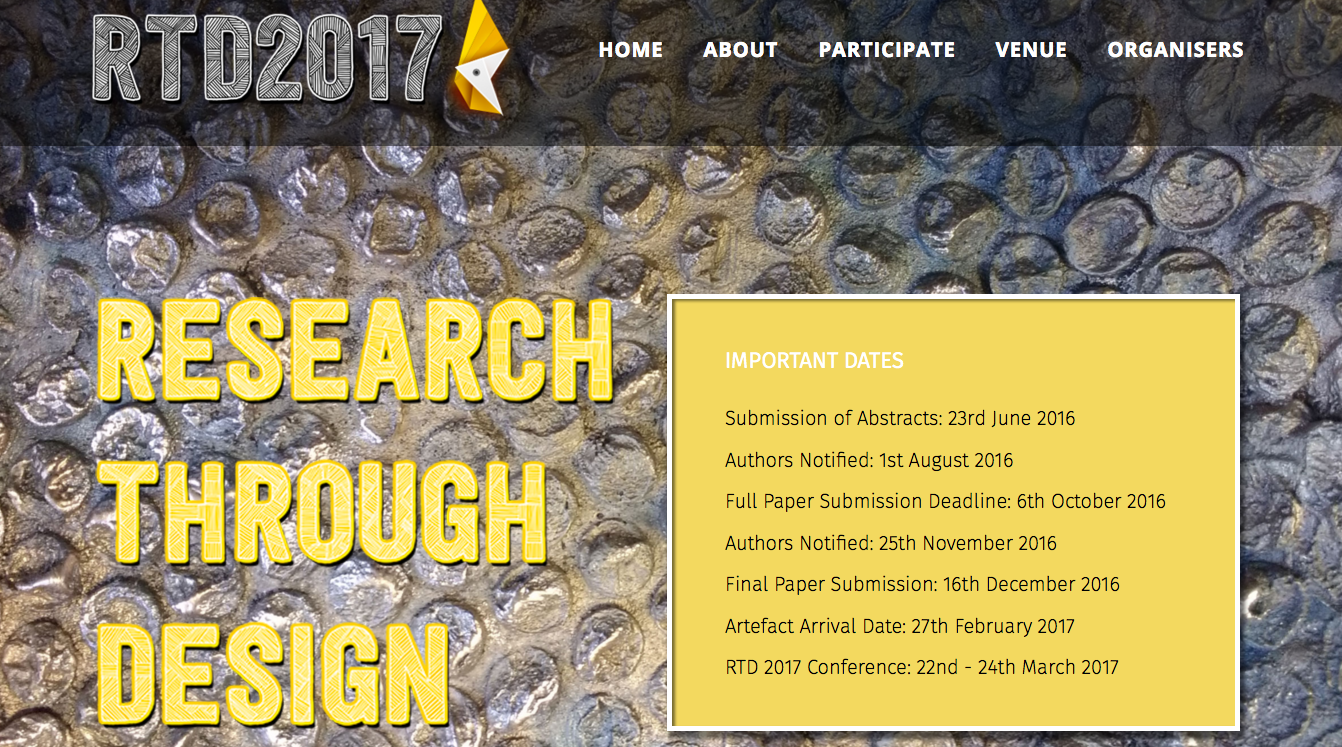 RTD2017
HOME ABOUT PARTICIPATE VENUE ORGANISERS
RESEARCH
THROUGH
DESIGN
IMPORTANT DATES
Submission of Abstracts: 23rd June 2016
Authors Notified: 1st August 2016
Full Paper Submission Deadline: 6th October 2016
Authors Notified: 25th November 2016
Final Paper Submission: 16th December 2016
Artefact Arrival Date: 27th February 2017
RTD 2017 Conference: 22nd - 24th March 2017